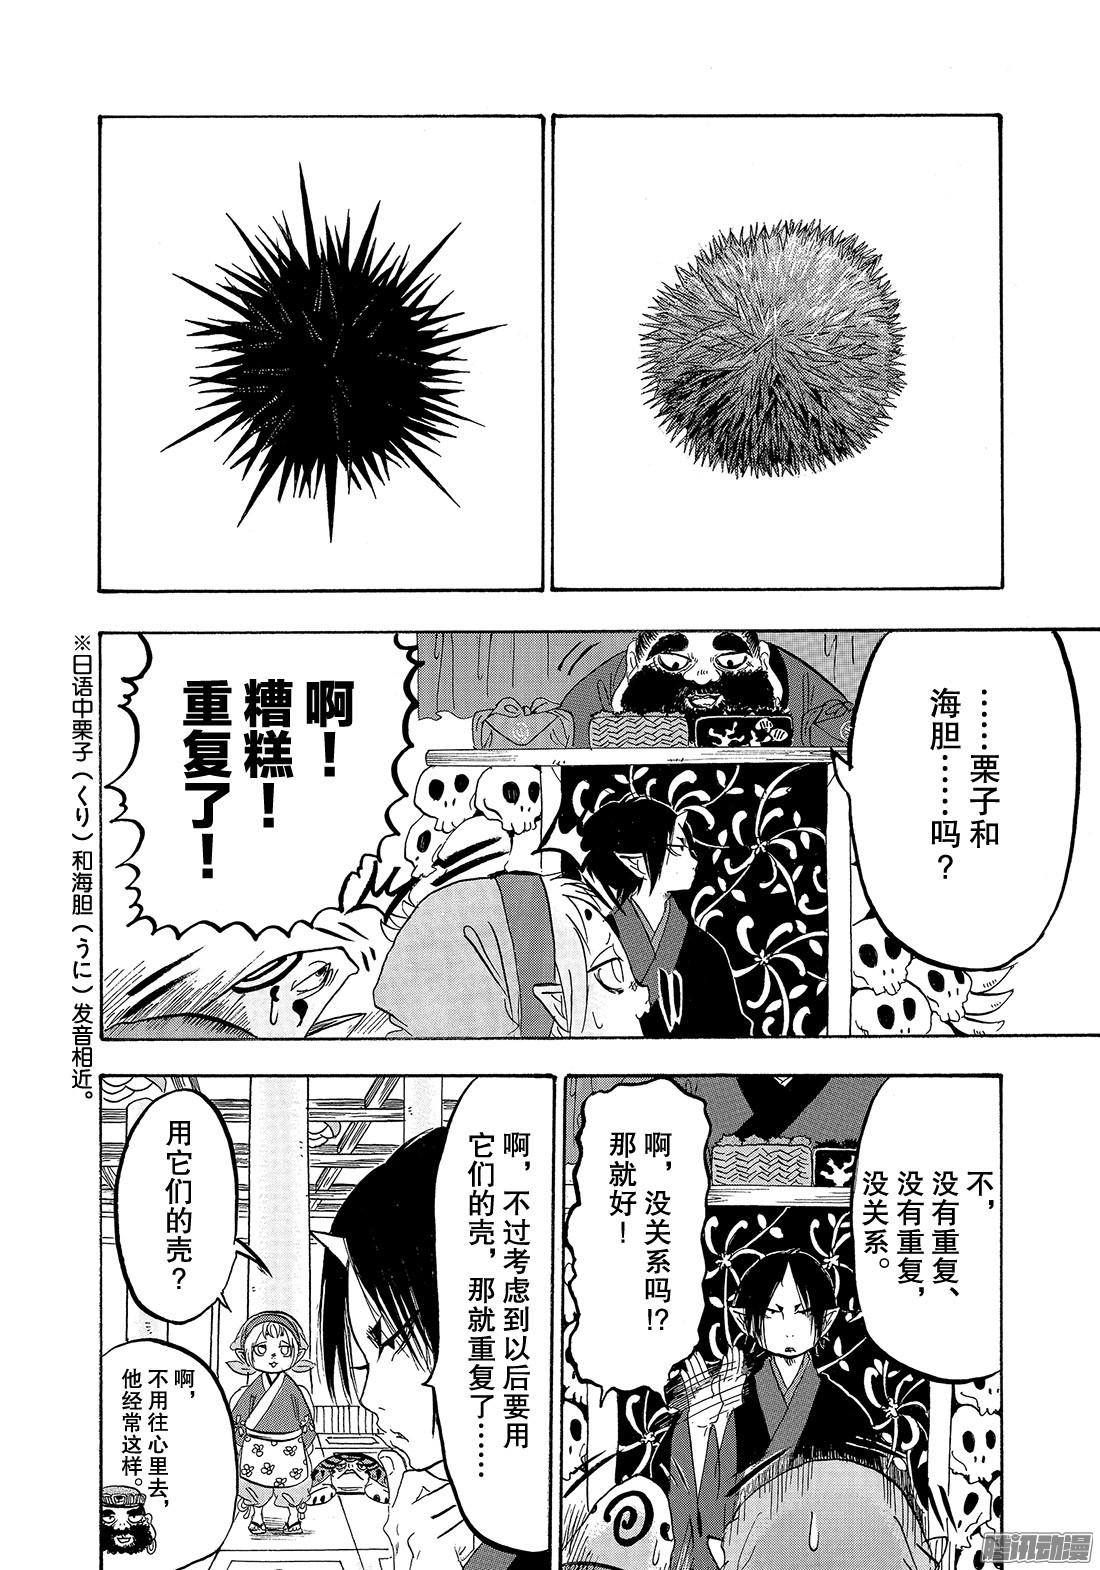 ……栗子和
海胆……吗？
啊！
糟糕！
重复了！
※日语中栗子（くり）和海胆（うに）发音相近。
不，
没有重复、
没有重复，
没关系。
啊，没关系吗!?
那就好！
啊，不过考虑到以后要用
它们的壳，那就重复了……
用它们的壳？
啊，
不用往心里去，
他经常这样。
腾讯动漫